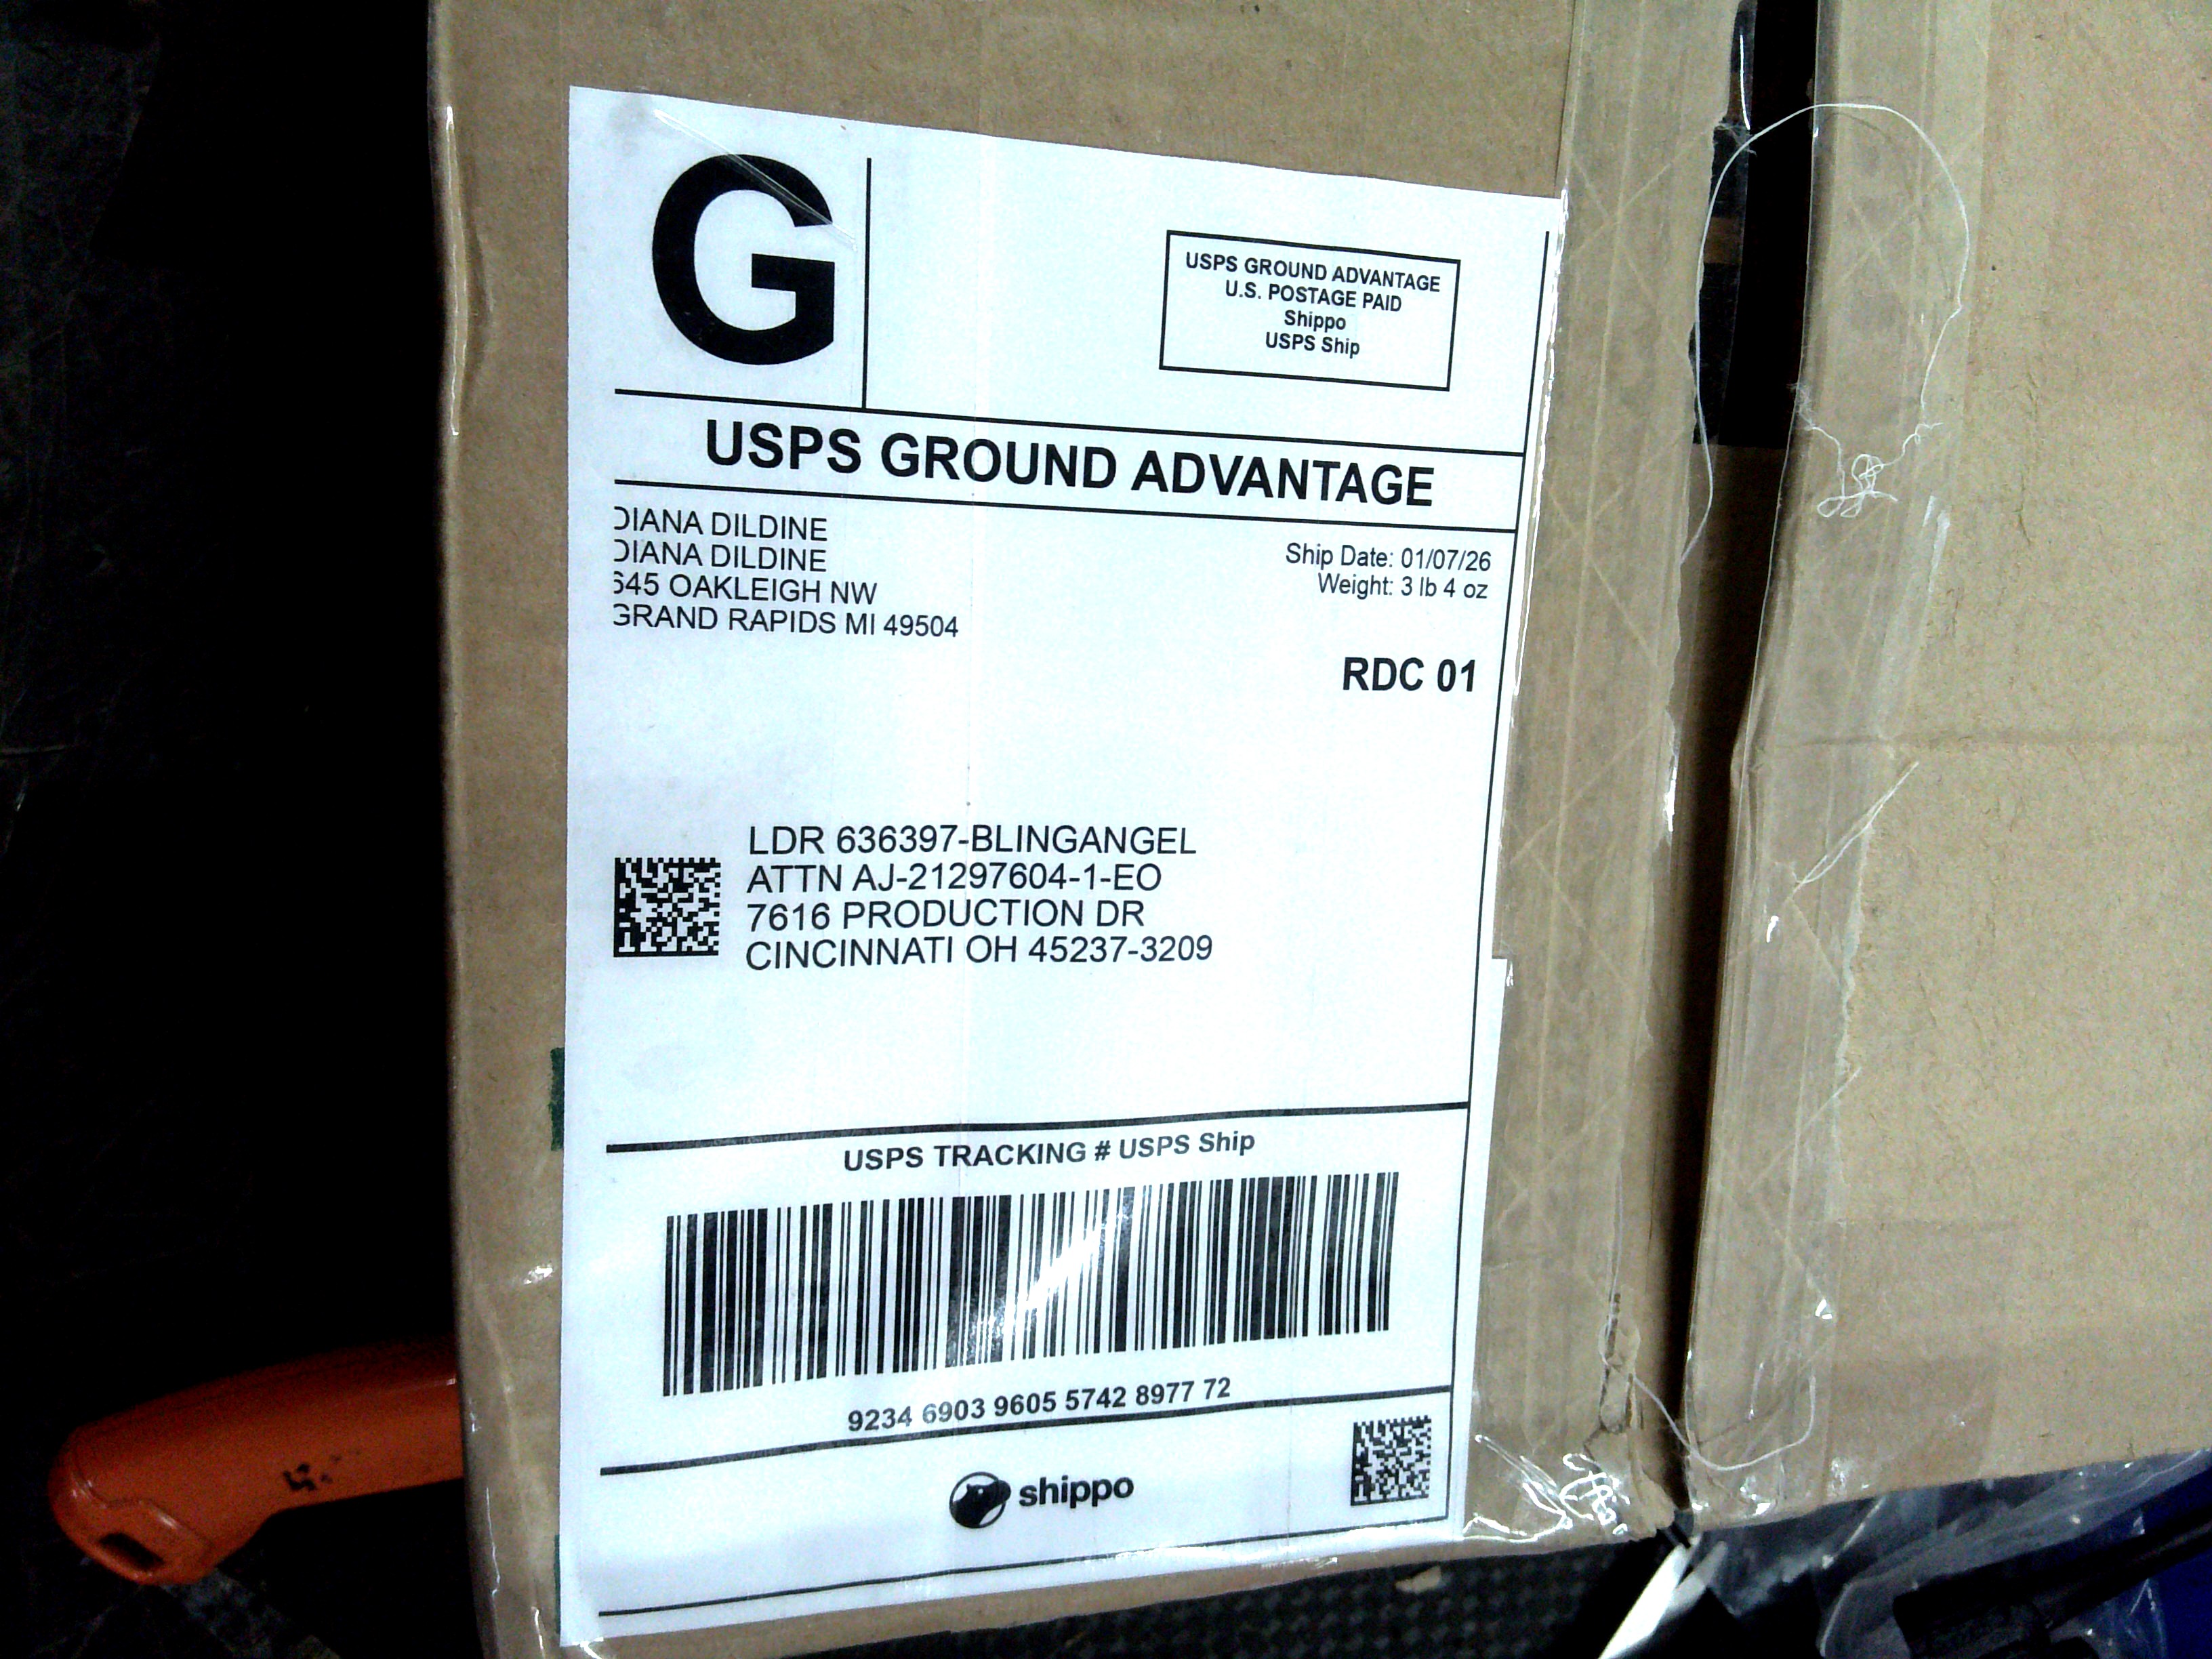 G
USPS GROUND ADVANTAGE
U.S. POSTAGE PAID
Shippo
USPS Ship
USPS GROUND ADVANTAGE
DIANA DILDINE
DIANA DILDINE
645 OAKLEIGH NW
GRAND RAPIDS MI 49504
Ship Date: 01/07/26
Weight: 3 lb 4 oz
RDC 01
LDR 636397-BLINGANGEL
ATTN AJ-21297604-1-EO
7616 PRODUCTION DR
CINCINNATI OH 45237-3209
USPS TRACKING # USPS Ship
9234 6903 9605 5742 8977 72
shippo